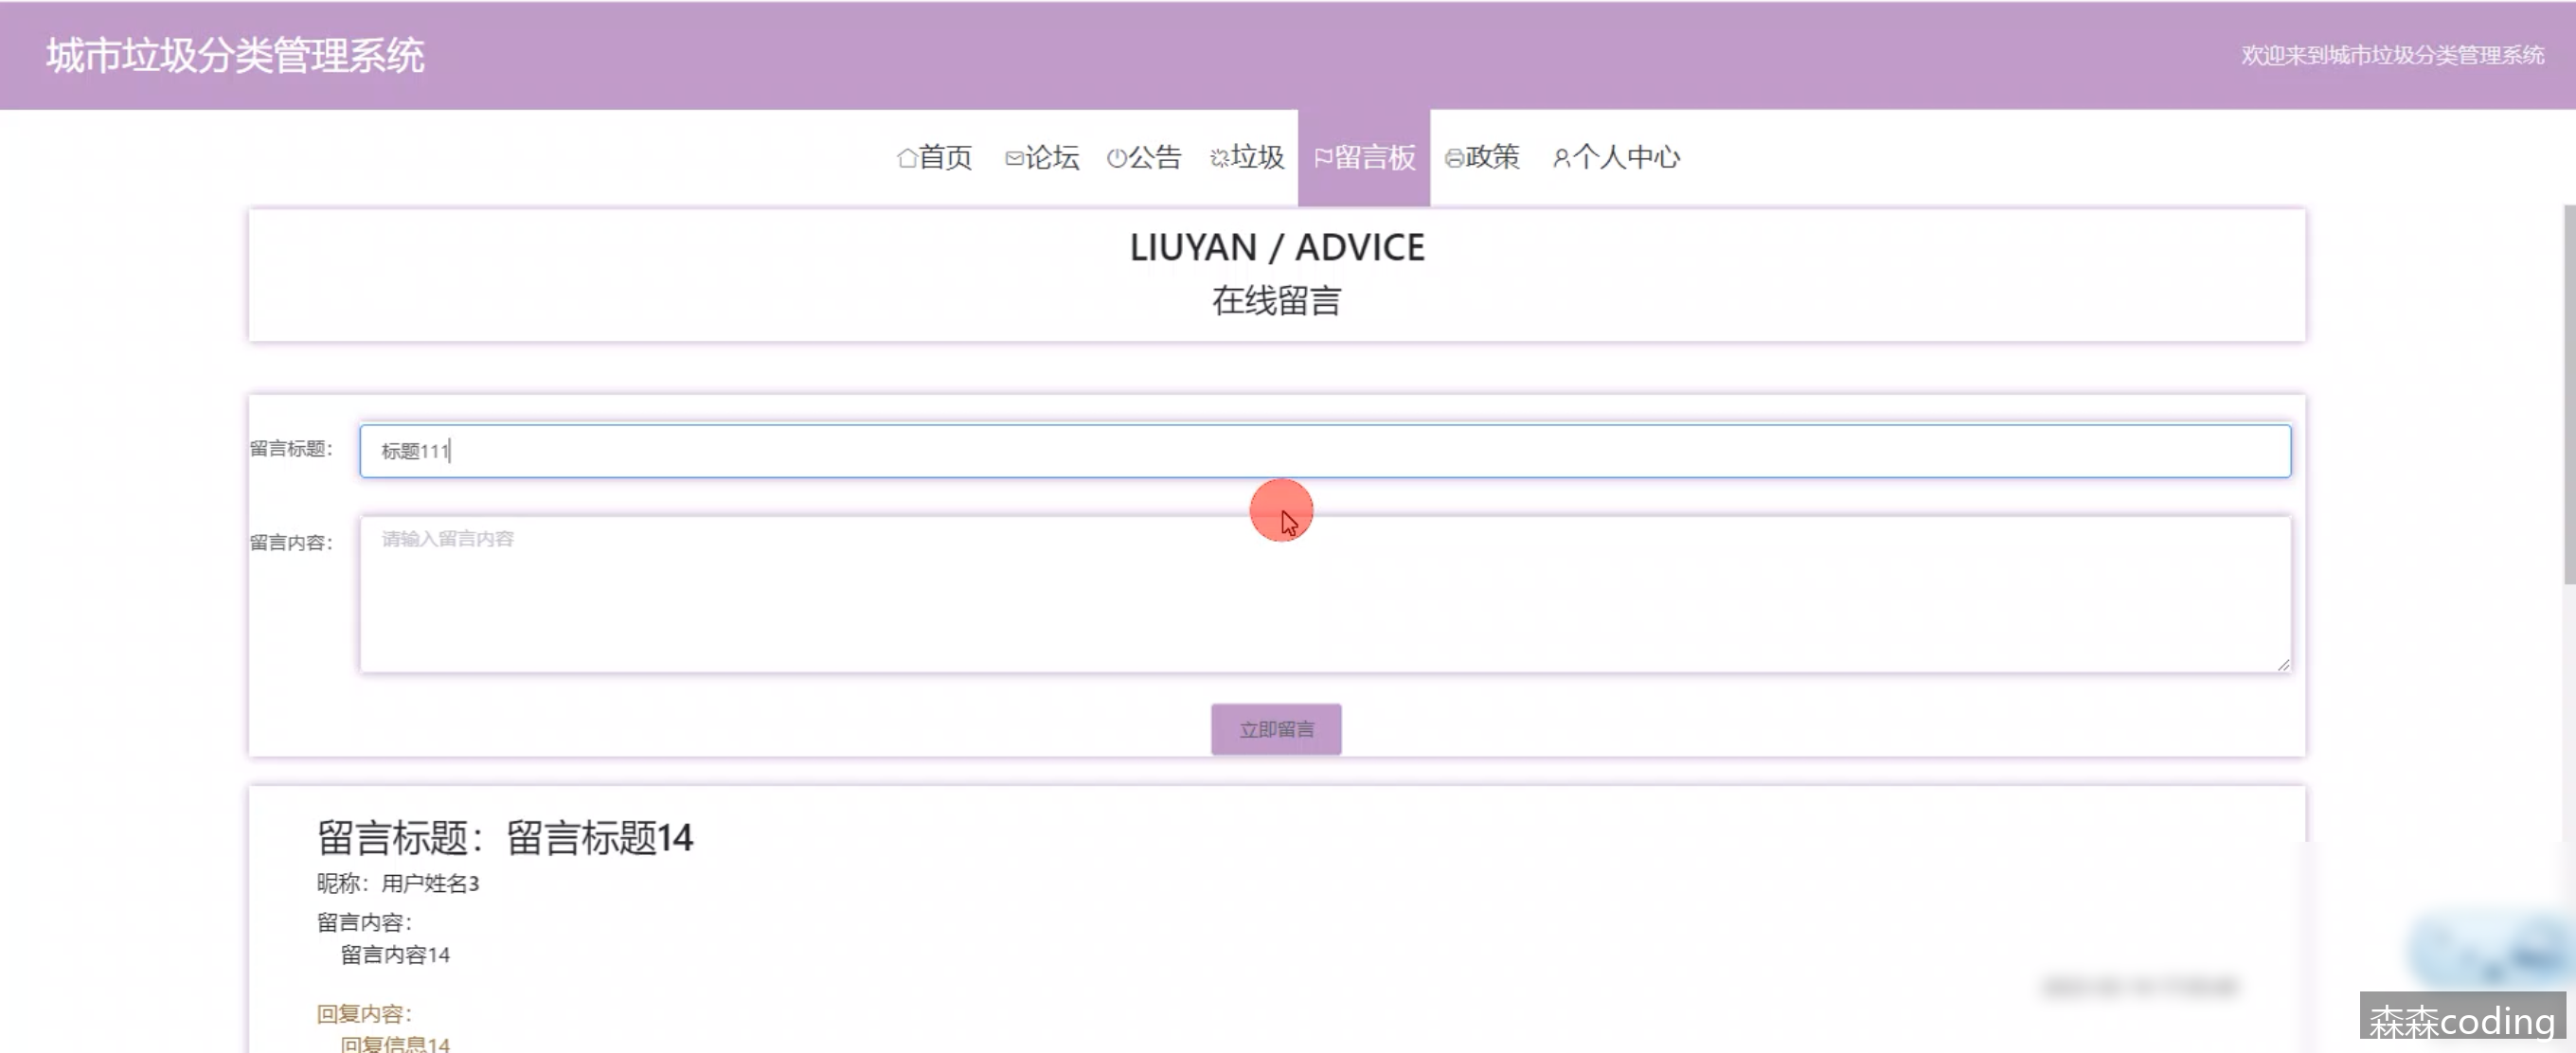 城市垃圾分类管理系统
欢迎来到城市垃圾分类管理系统
首页 论坛 公告 垃圾 留言板 政策 个人中心
LIUYAN / ADVICE
在线留言
留言标题： 标题111
留言内容： 请输入留言内容
立即留言
留言标题：留言标题14
昵称：用户姓名3
留言内容：
留言内容14
回复内容：
回复信息14
森森coding